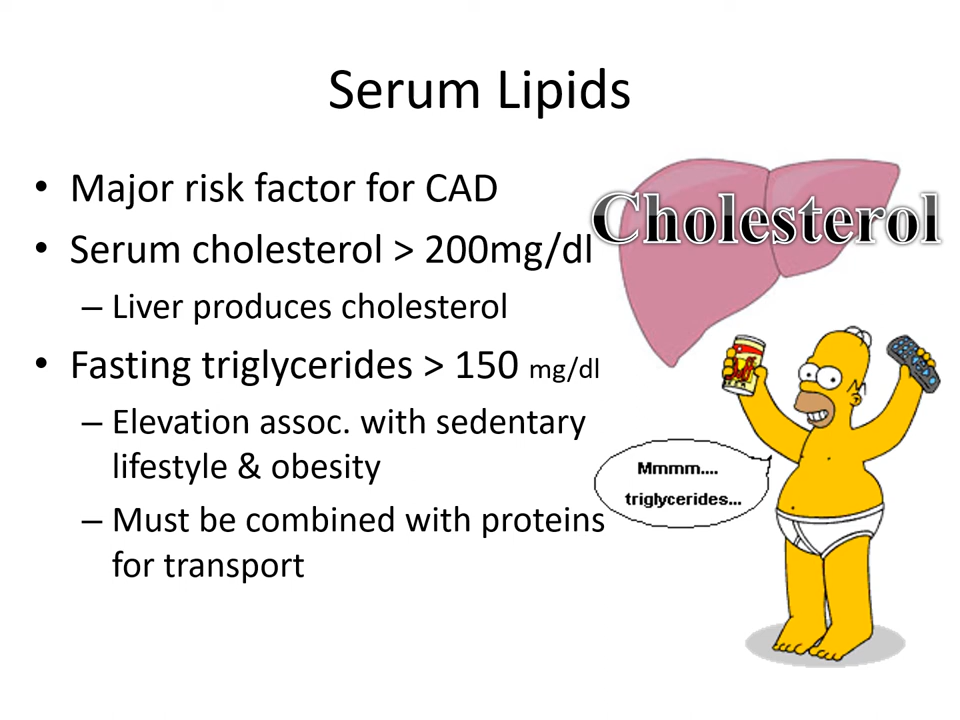 Serum Lipids
• Major risk factor for CAD
• Serum cholesterol > 200mg/dl
– Liver produces cholesterol
• Fasting triglycerides > 150 mg/dl
– Elevation assoc. with sedentary
lifestyle & obesity
– Must be combined with proteins
for transport
Cholesterol
Duff
Mmmm....
triglycerides...